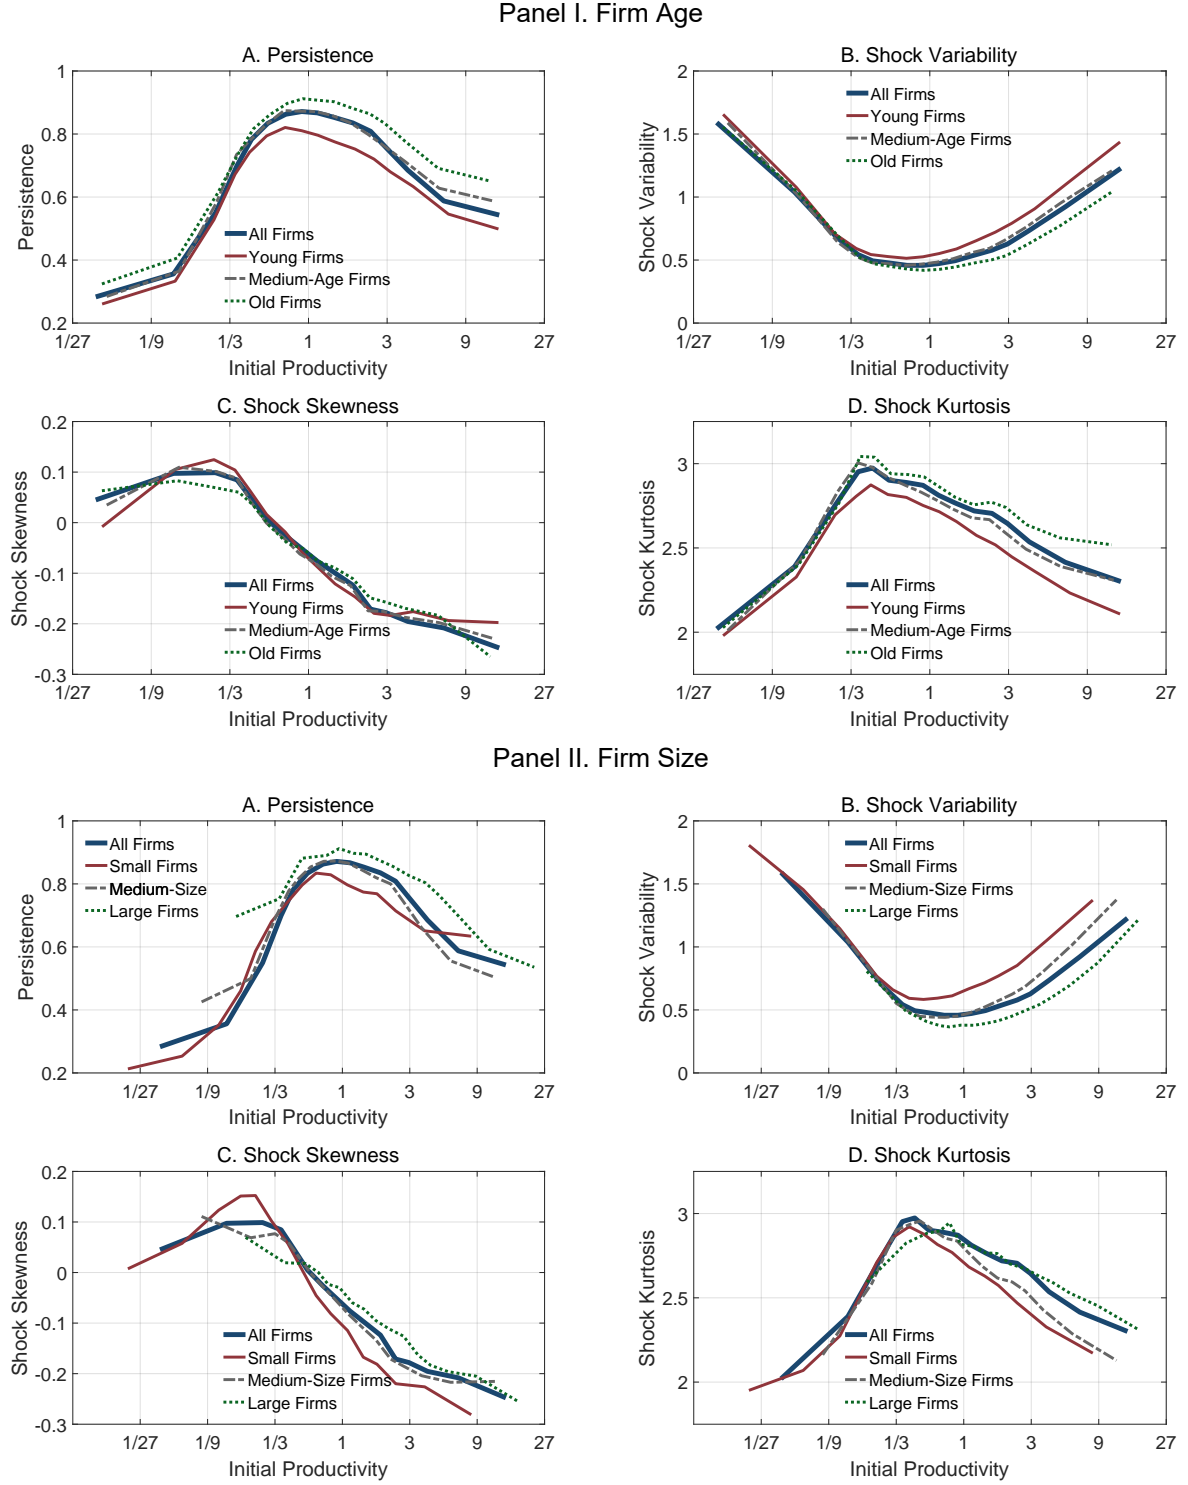 Panel I. Firm Age
A. Persistence
1
0.8
0.6
0.4
0.2
Persistence
All Firms
Young Firms
Medium-Age Firms
Old Firms
1/27 1/9 1/3 1 3 9 27
Initial Productivity
B. Shock Variability
2
1.5
1
0.5
0
Shock Variability
All Firms
Young Firms
Medium-Age Firms
Old Firms
1/27 1/9 1/3 1 3 9 27
Initial Productivity
C. Shock Skewness
0.2
0.1
0
-0.1
-0.2
-0.3
Shock Skewness
All Firms
Young Firms
Medium-Age Firms
Old Firms
1/27 1/9 1/3 1 3 9 27
Initial Productivity
D. Shock Kurtosis
3
2.5
2
Shock Kurtosis
All Firms
Young Firms
Medium-Age Firms
Old Firms
1/27 1/9 1/3 1 3 9 27
Initial Productivity
Panel II. Firm Size
A. Persistence
1
0.8
0.6
0.4
0.2
Persistence
All Firms
Small Firms
Medium-Size
Large Firms
1/27 1/9 1/3 1 3 9 27
Initial Productivity
B. Shock Variability
2
1.5
1
0.5
0
Shock Variability
All Firms
Small Firms
Medium-Size Firms
Large Firms
1/27 1/9 1/3 1 3 9 27
Initial Productivity
C. Shock Skewness
0.2
0.1
0
-0.1
-0.2
-0.3
Shock Skewness
All Firms
Small Firms
Medium-Size Firms
Large Firms
1/27 1/9 1/3 1 3 9 27
Initial Productivity
D. Shock Kurtosis
3
2.5
2
Shock Kurtosis
All Firms
Small Firms
Medium-Size Firms
Large Firms
1/27 1/9 1/3 1 3 9 27
Initial Productivity